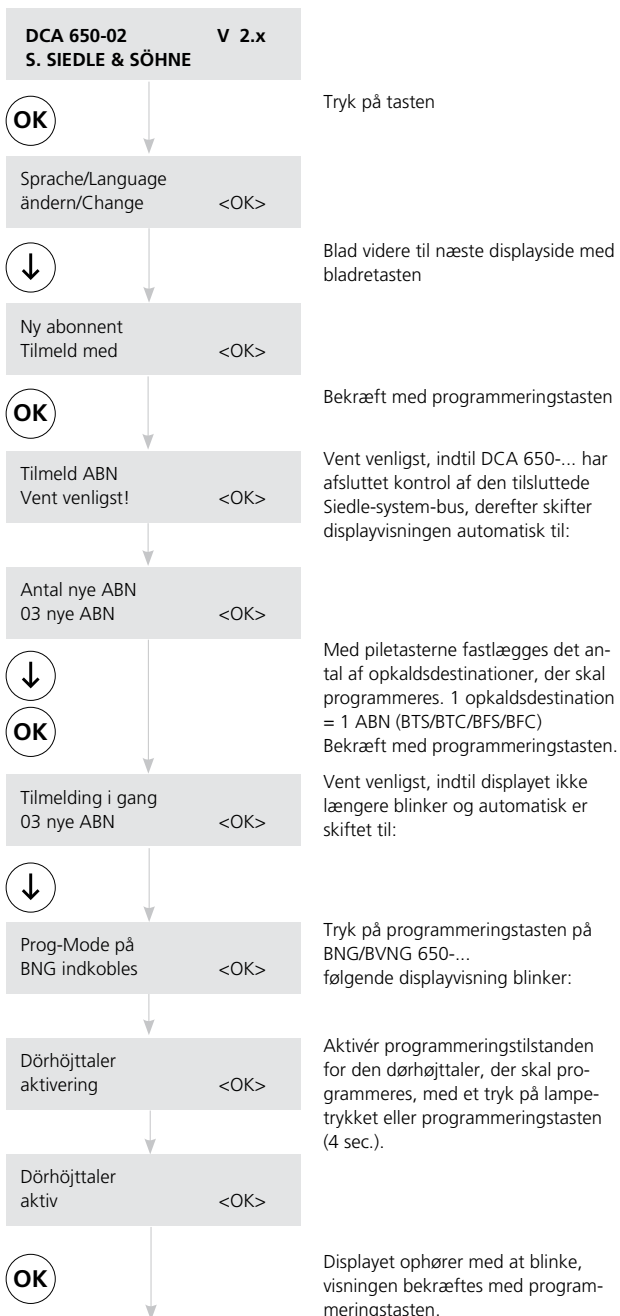 DCA 650-02 V 2.x
S. SIEDLE & SÖHNE
OK
Tryk på tasten
Sprache/Language
ändern/Change <OK>
↓
Blad videre til næste displayside med
bladretasten
Ny abonnent
Tilmeld med <OK>
OK
Bekræft med programmeringstasten
Tilmeld ABN
Vent venligst! <OK>
Vent venligst, indtil DCA 650-... har
afsluttet kontrol af den tilsluttede
Siedle-system-bus, derefter skifter
displayvisningen automatisk til:
Antal nye ABN
03 nye ABN <OK>
↓
OK
Med piletasterne fastlægges det an-
tal af opkaldsdestinationer, der skal
programmeres. 1 opkaldsdestination
= 1 ABN (BTS/BTC/BFS/BFC)
Bekræft med programmeringstasten.
Tilmelding i gang
03 nye ABN <OK>
Vent venligst, indtil displayet ikke
længere blinker og automatisk er
skiftet til:
↓
Prog-Mode på
BNG indkobles <OK>
Tryk på programmeringstasten på
BNG/BVNG 650-...
følgende displayvisning blinker:
Dörhöjttaler
aktivering <OK>
Aktivér programmeringstilstanden
for den dørhøjttaler, der skal pro-
grammeres, med et tryk på lampe-
trykket eller programmeringstasten
(4 sec.).
Dörhöjttaler
aktiv <OK>
OK
Displayet ophører med at blinke,
visningen bekræftes med program-
meringstasten.